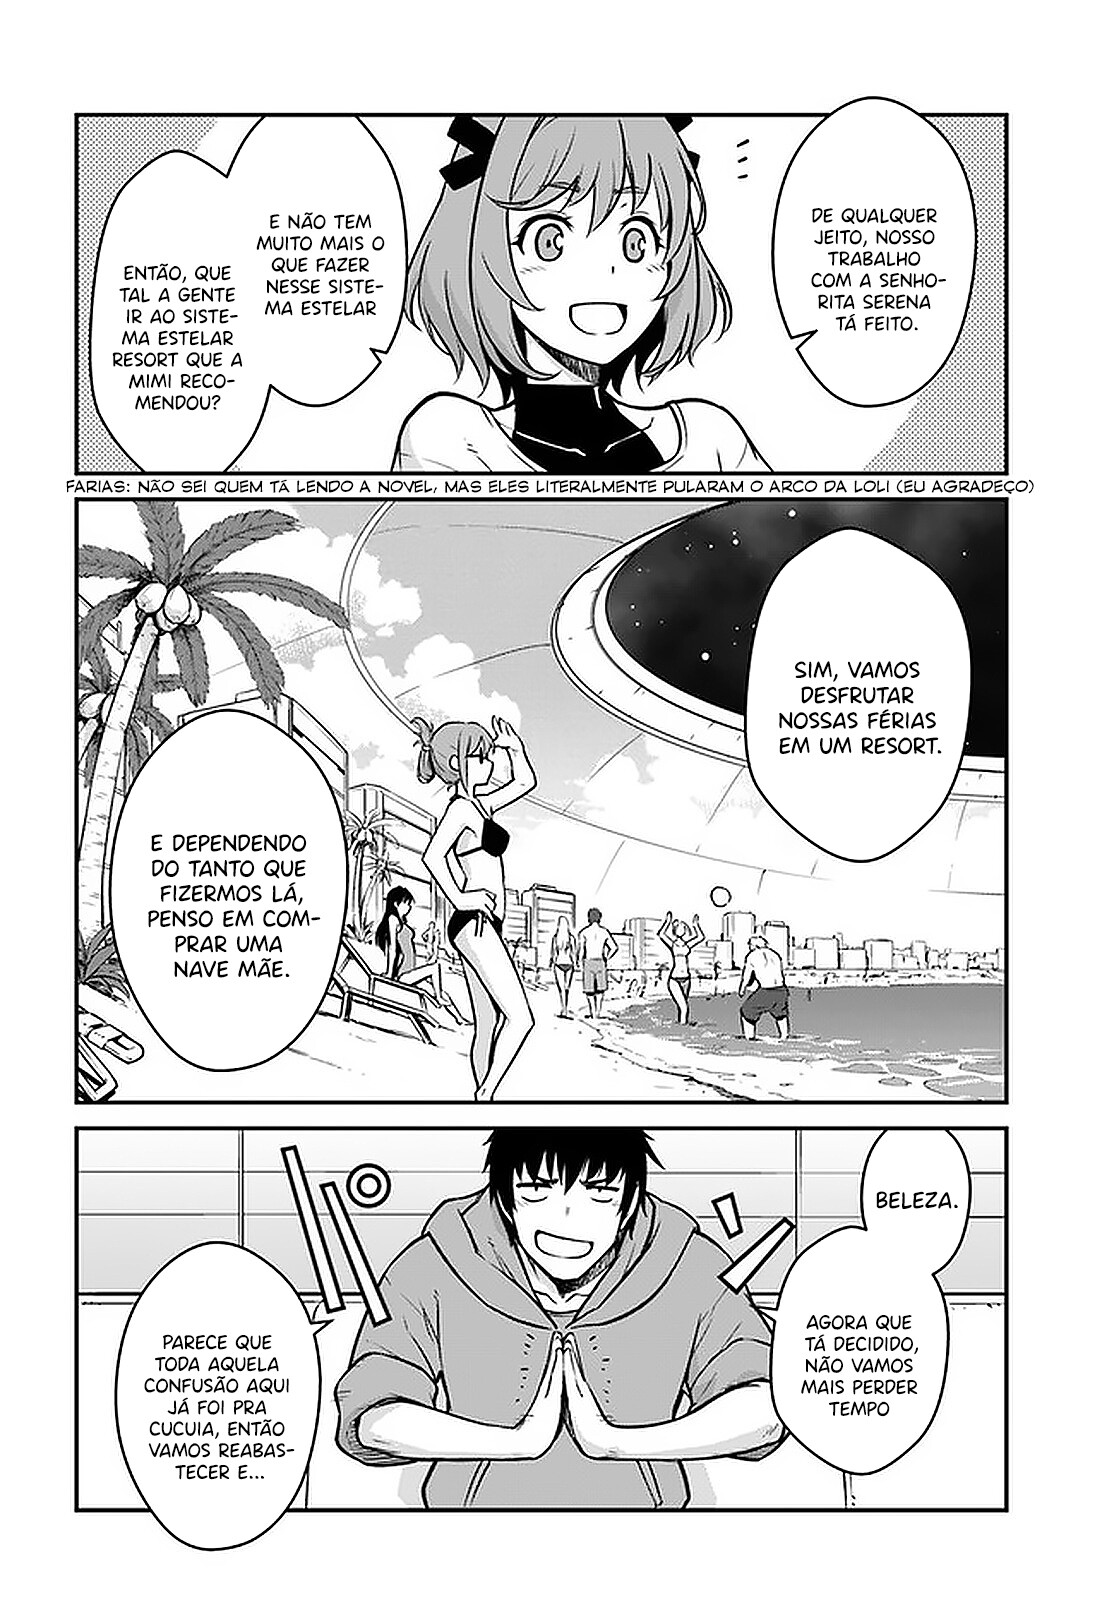 DE QUALQUER
JEITO, NOSSO
TRABALHO
COM A SENHO-
RITA SERENA
TÁ FEITO.
E NÃO TEM
MUITO MAIS O
QUE FAZER
NESSE SISTE-
MA ESTELAR
ENTÃO, QUE
TAL A GENTE
IR AO SISTE-
MA ESTELAR
RESORT QUE A
MIMI RECO-
MENDOU?
FARIAS: NÃO SEI QUEM TÁ LENDO A NOVEL, MAS ELES LITERALMENTE PULARAM O ARCO DA LOLI (EU AGRADEÇO)
SIM, VAMOS
DESFRUTAR
NOSSAS FÉRIAS
EM UM RESORT.
E DEPENDENDO
DO TANTO QUE
FIZERMOS LÁ,
PENSO EM COM-
PRAR UMA
NAVE MÃE.
BELEZA.
AGORA QUE
TÁ DECIDIDO,
NÃO VAMOS
MAIS PERDER
TEMPO
PARECE QUE
TODA AQUELA
CONFUSÃO AQUI
JÁ FOI PRA
CUCUIA, ENTÃO
VAMOS REABAS-
TECER E...